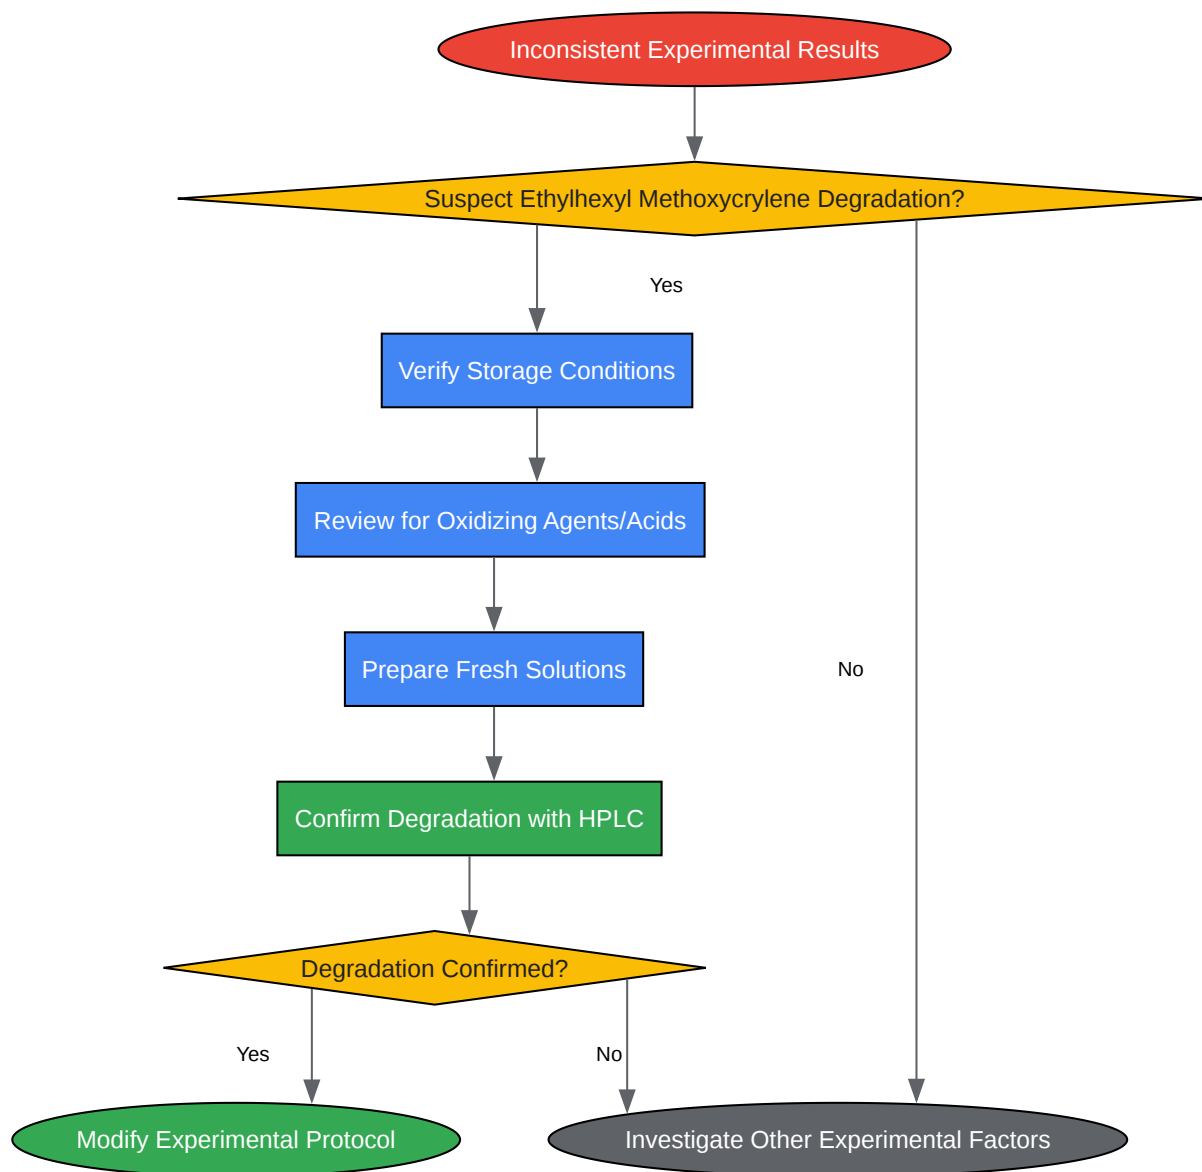 Inconsistent Experimental Results
Suspect Ethylhexyl Methoxycrylene Degradation?
Yes
Verify Storage Conditions
Review for Oxidizing Agents/Acids
Prepare Fresh Solutions
No
Confirm Degradation with HPLC
Degradation Confirmed?
Yes
No
Modify Experimental Protocol
Investigate Other Experimental Factors